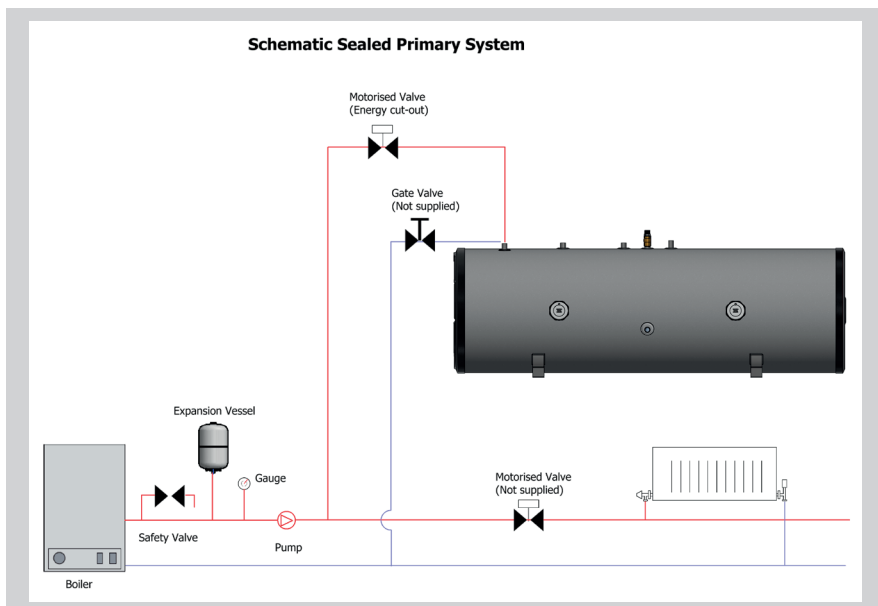 Schematic Sealed Primary System
Motorised Valve
(Energy cut-out)
Gate Valve
(Not supplied)
Expansion Vessel
Gauge
Motorised Valve
(Not supplied)
Safety Valve
Pump
Boiler